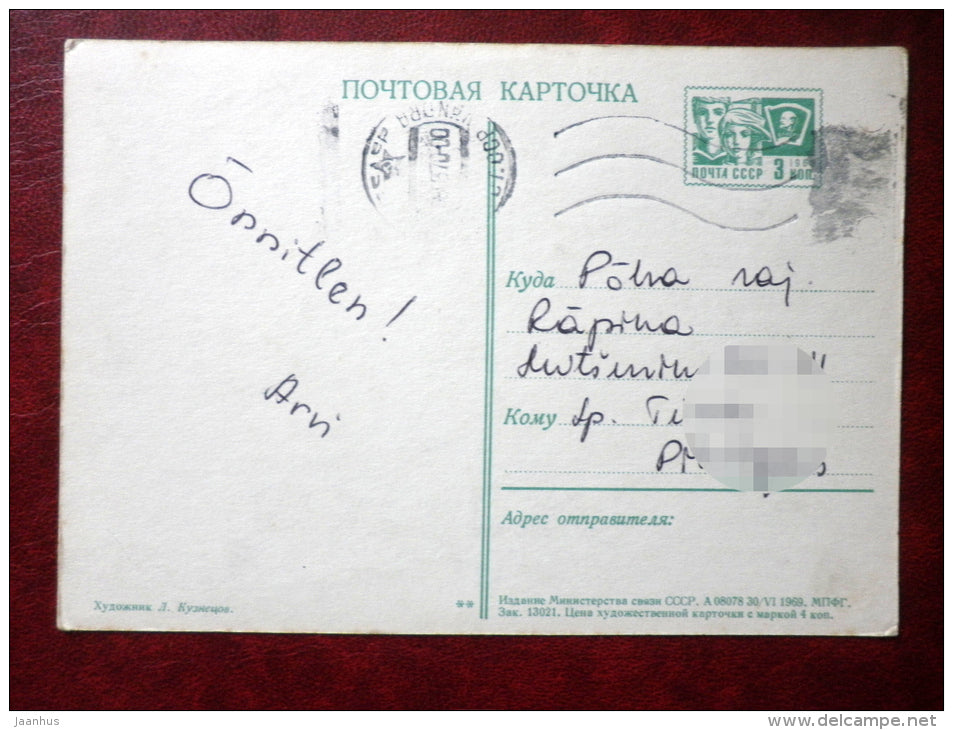 ПОЧТОВАЯ КАРТОЧКА
ПОЧТА СССР 3 КОП.
Õnnitlen!
Arvi
Куда Põlva raj.
Räpina
Кому Lp.
Адрес отправителя:
Художник Л. Кузнецов.
**
Издание Министерства связи СССР. А 08078 30/VI 1969. МПФГ.
Зак. 13021. Цена художественной карточки с маркой 4 коп.
jaanhus
www.delcampe.net